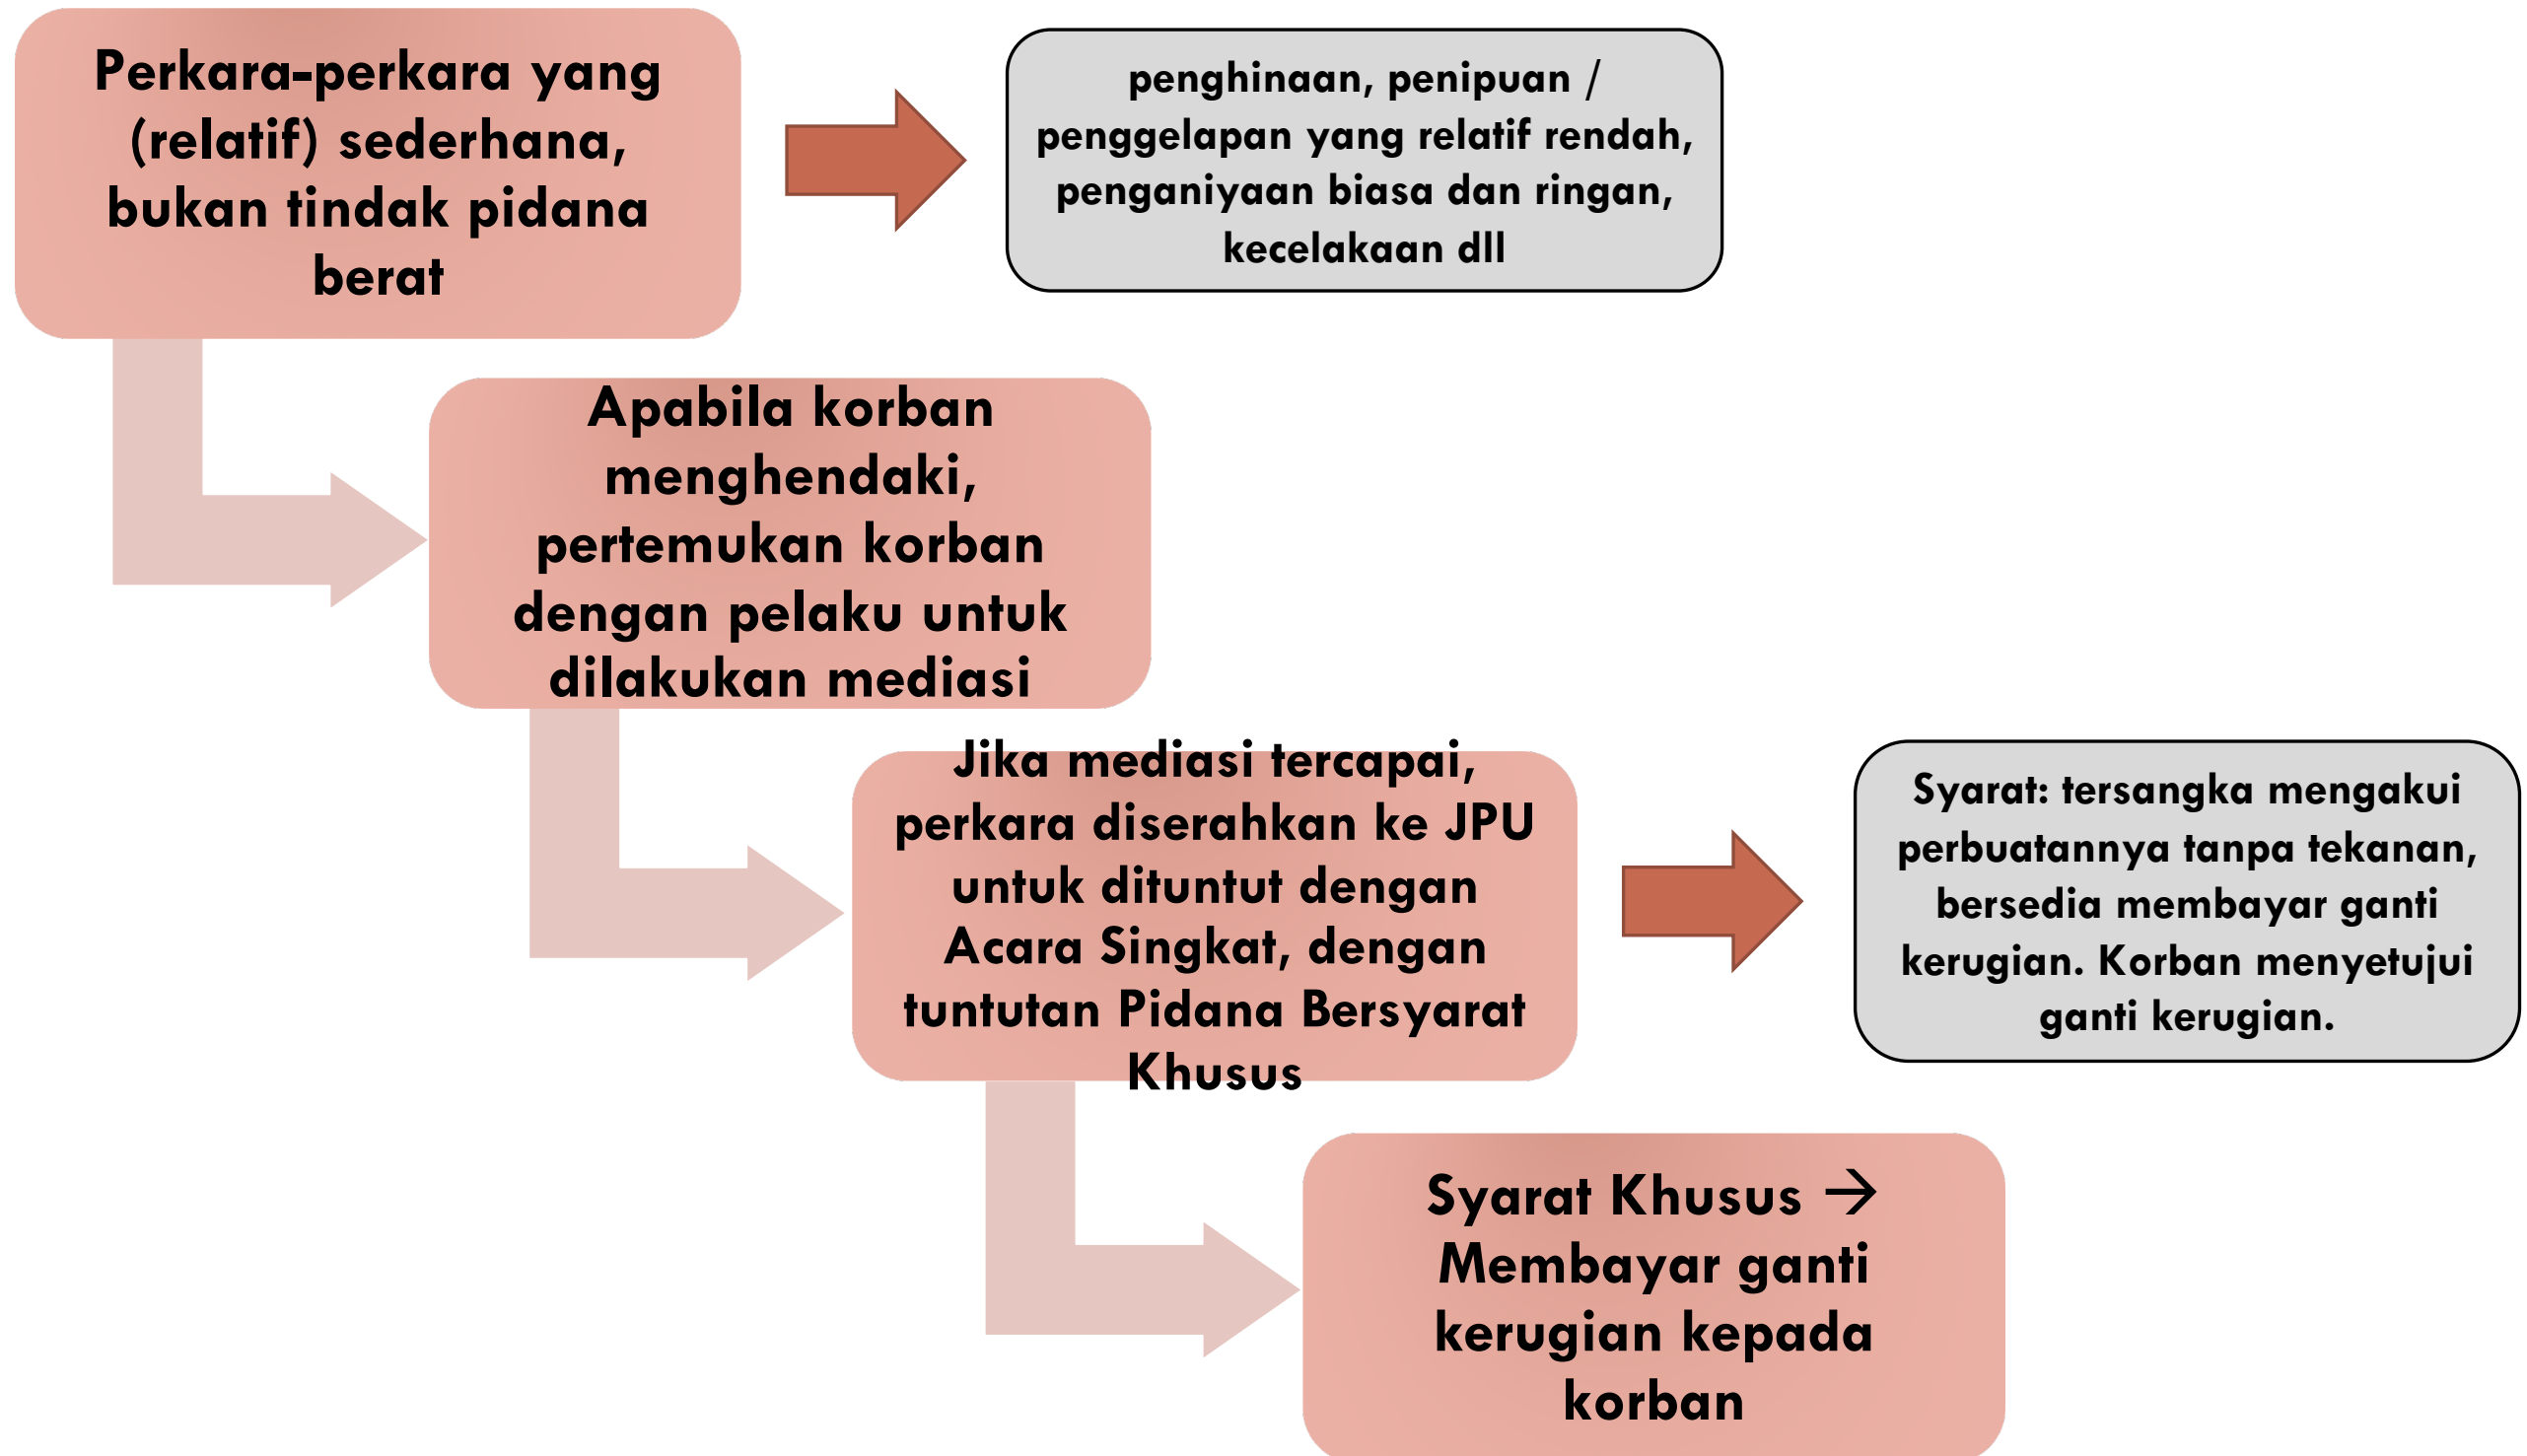 Perkara-perkara yang
(relatif) sederhana,
bukan tindak pidana
berat
penghinaan, penipuan /
penggelapan yang relatif rendah,
penganiyaan biasa dan ringan,
kecelakaan dll
Apabila korban
menghendaki,
pertemukan korban
dengan pelaku untuk
dilakukan mediasi
Jika mediasi tercapai,
perkara diserahkan ke JPU
untuk dituntut dengan
Acara Singkat, dengan
tuntutan Pidana Bersyarat
Khusus
Syarat: tersangka mengakui
perbuatannya tanpa tekanan,
bersedia membayar ganti
kerugian. Korban menyetujui
ganti kerugian.
Syarat Khusus →
Membayar ganti
kerugian kepada
korban